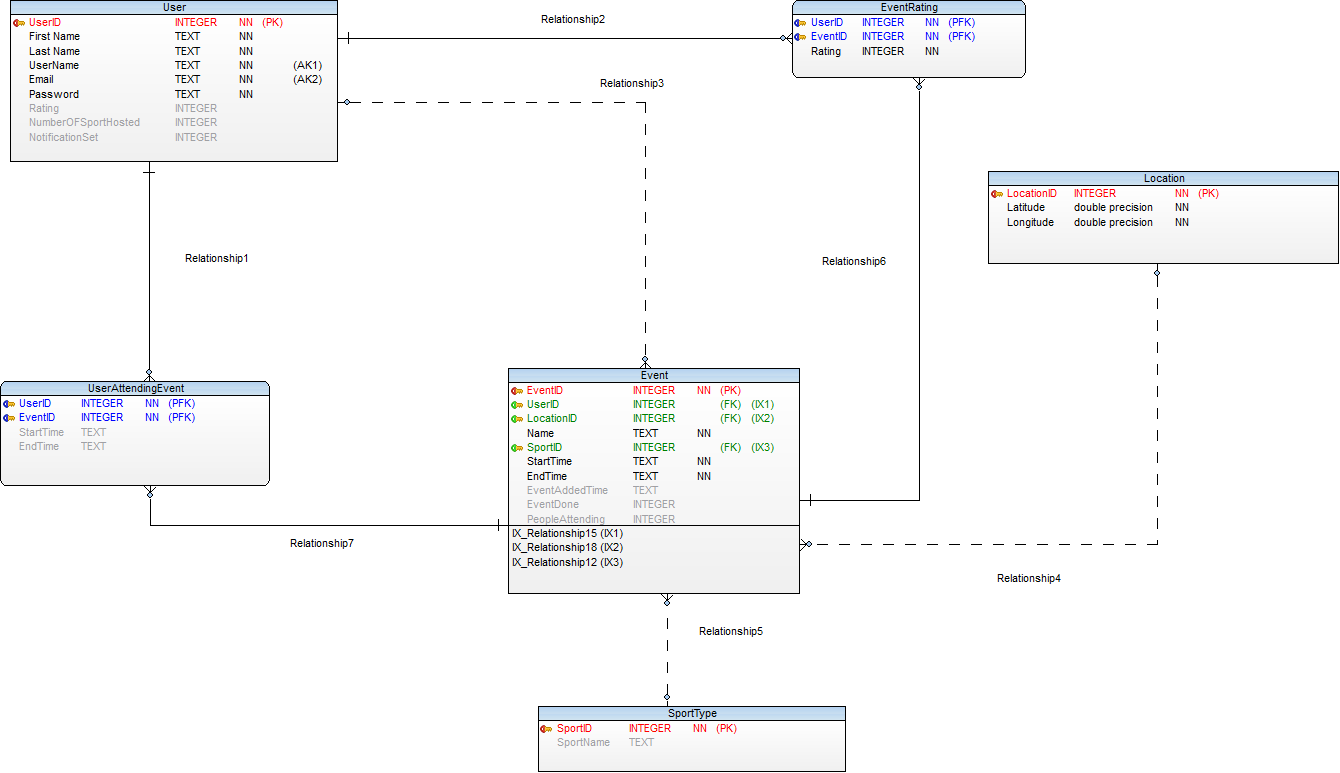 User
UserID INTEGER NN (PK)
First Name TEXT NN
Last Name TEXT NN
UserName TEXT NN (AK1)
Email TEXT NN (AK2)
Password TEXT NN
Rating INTEGER
NumberOFSportHosted INTEGER
NotificationSet INTEGER
Relationship2
EventRating
UserID INTEGER NN (PFK)
EventID INTEGER NN (PFK)
Rating INTEGER NN
Relationship3
Location
LocationID INTEGER NN (PK)
Latitude double precision NN
Longitude double precision NN
Relationship1
Relationship6
UserAttendingEvent
UserID INTEGER NN (PFK)
EventID INTEGER NN (PFK)
StartTime TEXT
EndTime TEXT
Event
EventID INTEGER NN (PK)
UserID INTEGER (FK) (IX1)
LocationID INTEGER (FK) (IX2)
Name TEXT NN
SportID INTEGER (FK) (IX3)
StartTime TEXT NN
EndTime TEXT NN
EventAddedTime TEXT
EventDone INTEGER
PeopleAttending INTEGER
IX_Relationship15 (IX1)
IX_Relationship18 (IX2)
IX_Relationship12 (IX3)
Relationship7
Relationship4
Relationship5
SportType
SportID INTEGER NN (PK)
SportName TEXT